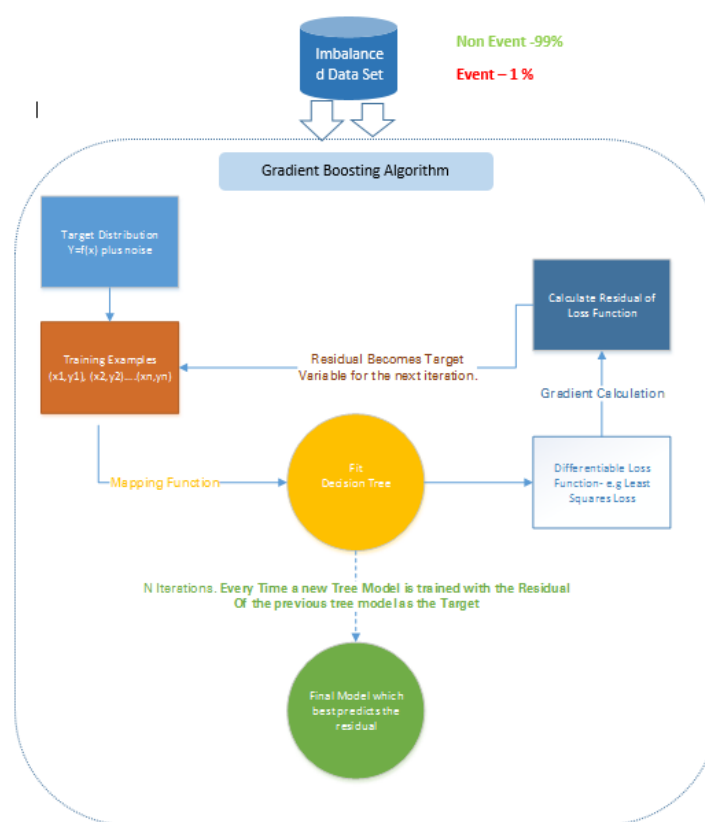 Imbalance
d Data Set
Non Event -99%
Event – 1 %
Gradient Boosting Algorithm
Target Distribution
Y=f(x) plus noise
Calculate Residual of
Loss Function
Training Examples
(x1,y1), (x2,y2)....(xn,yn)
Residual Becomes Target
Variable for the next iteration.
Gradient Calculation
Mapping Function
Fit
Decision Tree
Differentiable Loss
Function- e.g Least
Squares Loss
N Iterations. Every Time a new Tree Model is trained with the Residual
Of the previous tree model as the Target
Final Model which
best predicts the
residual